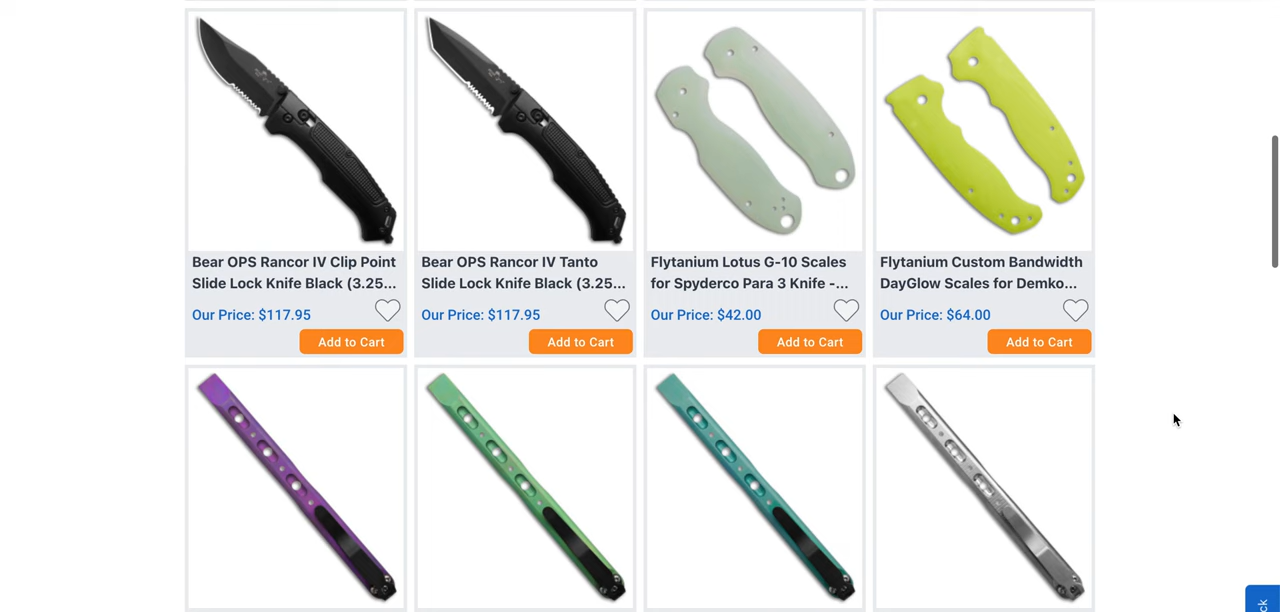 Bear OPS Rancor IV Clip Point
Slide Lock Knife Black (3.25...
Our Price: $117.95
Add to Cart
Bear OPS Rancor IV Tanto
Slide Lock Knife Black (3.25...
Our Price: $117.95
Add to Cart
Flytanium Lotus G-10 Scales
for Spyderco Para 3 Knife -...
Our Price: $42.00
Add to Cart
Flytanium Custom Bandwidth
DayGlow Scales for Demko...
Our Price: $64.00
Add to Cart